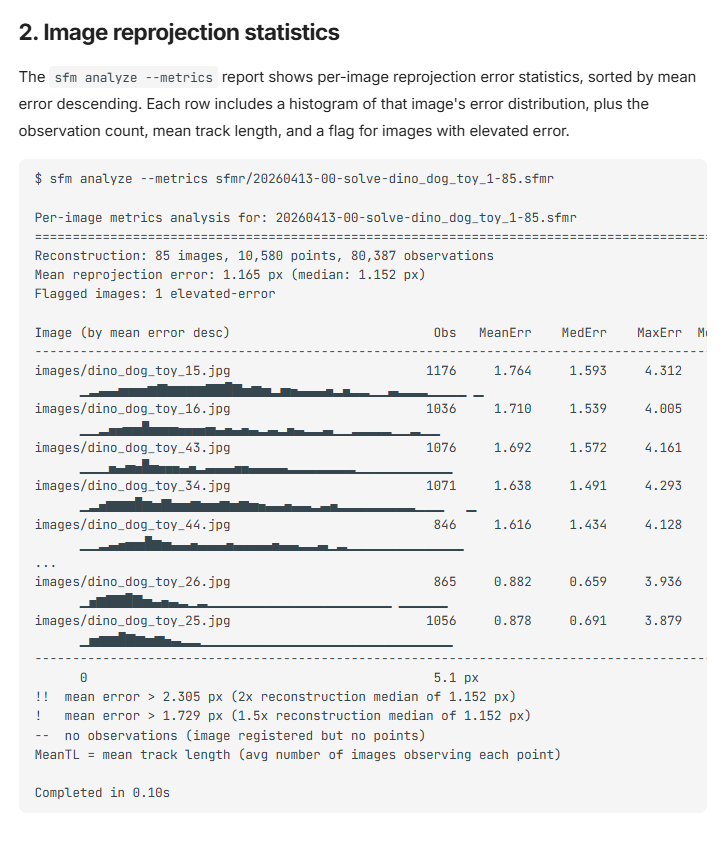 2. Image reprojection statistics
The sfm analyze --metrics report shows per-image reprojection error statistics, sorted by mean
error descending. Each row includes a histogram of that image's error distribution, plus the
observation count, mean track length, and a flag for images with elevated error.
$ sfm analyze --metrics sfmr/20260413-00-solve-dino_dog_toy_1-85.sfmr
Per-image metrics analysis for: 20260413-00-solve-dino_dog_toy_1-85.sfmr
==========================================================================================
Reconstruction: 85 images, 10,580 points, 80,387 observations
Mean reprojection error: 1.165 px (median: 1.152 px)
Flagged images: 1 elevated-error
Image (by mean error desc) Obs MeanErr MedErr MaxErr M
------------------------------------------------------------------------------------------
images/dino_dog_toy_15.jpg 1176 1.764 1.593 4.312
images/dino_dog_toy_16.jpg 1036 1.710 1.539 4.005
images/dino_dog_toy_43.jpg 1076 1.692 1.572 4.161
images/dino_dog_toy_34.jpg 1071 1.638 1.491 4.293
images/dino_dog_toy_44.jpg 846 1.616 1.434 4.128
...
images/dino_dog_toy_26.jpg 865 0.882 0.659 3.936
images/dino_dog_toy_25.jpg 1056 0.878 0.691 3.879
------------------------------------------------------------------------------------------
0 5.1 px
!! mean error > 2.305 px (2x reconstruction median of 1.152 px)
! mean error > 1.729 px (1.5x reconstruction median of 1.152 px)
-- no observations (image registered but no points)
MeanTL = mean track length (avg number of images observing each point)
Completed in 0.10s